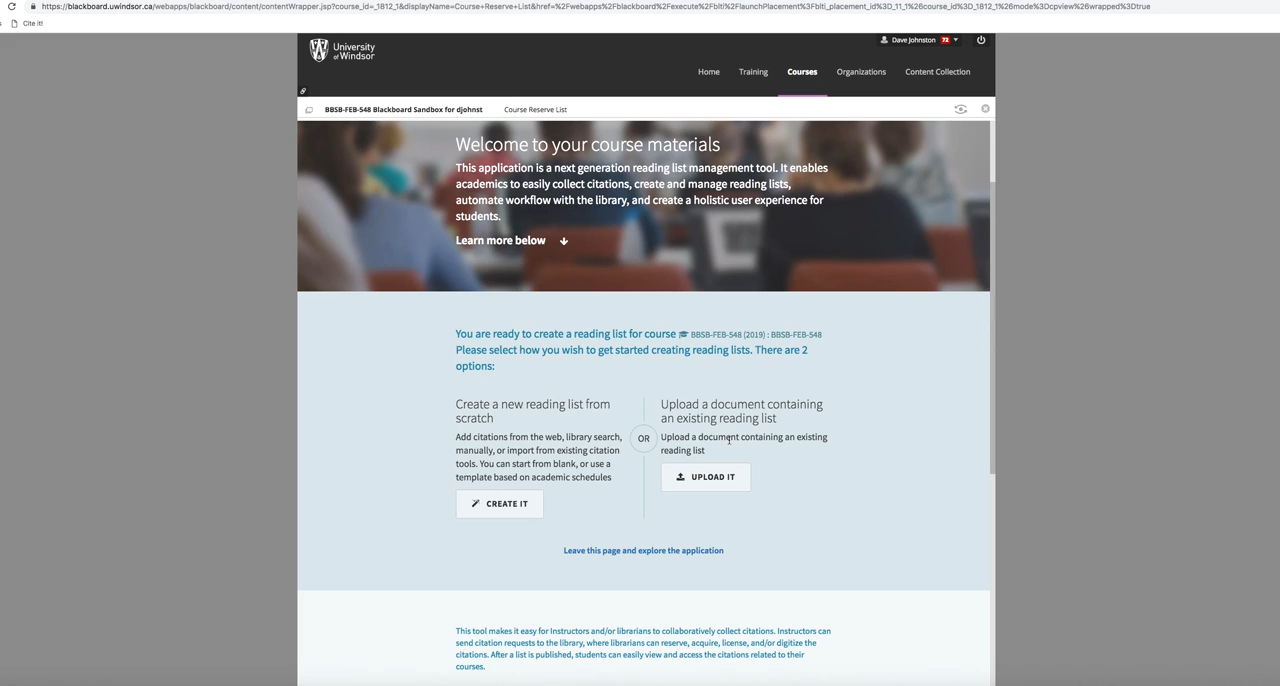 https://blackboard.uwindsor.ca/webapps/blackboard/content/contentWrapper.jsp?course_id=_1812_1&displayName=Course+Reserve+List&href=%2Fwebapps%2Fblackboard%2Fexecute%2Fblti%2FlaunchPlacement%3Fblti_placement_id%3D_11_1%26course_id%3D_1812_1%26mode%3Dcpview%26wrapped%3Dtrue
s Cite it!
University
of Windsor
Dave Johnston 72
Home Training Courses Organizations Content Collection
BBSB-FEB-548 Blackboard Sandbox for djohnst Course Reserve List
Welcome to your course materials
This application is a next generation reading list management tool. It enables
academics to easily collect citations, create and manage reading lists,
automate workflow with the library, and create a holistic user experience for
students.
Learn more below
You are ready to create a reading list for course BBSB-FEB-548 (2019) : BBSB-FEB-548
Please select how you wish to get started creating reading lists. There are 2
options:
Create a new reading list from
scratch
Add citations from the web, library search,
manually, or import from existing citation
tools. You can start from blank, or use a
template based on academic schedules
CREATE IT
OR
Upload a document containing
an existing reading list
Upload a document containing an existing
reading list
UPLOAD IT
Leave this page and explore the application
This tool makes it easy for Instructors and/or librarians to collaboratively collect citations. Instructors can
send citation requests to the library, where librarians can reserve, acquire, license, and/or digitize the
citations. After a list is published, students can easily view and access the citations related to their
courses.